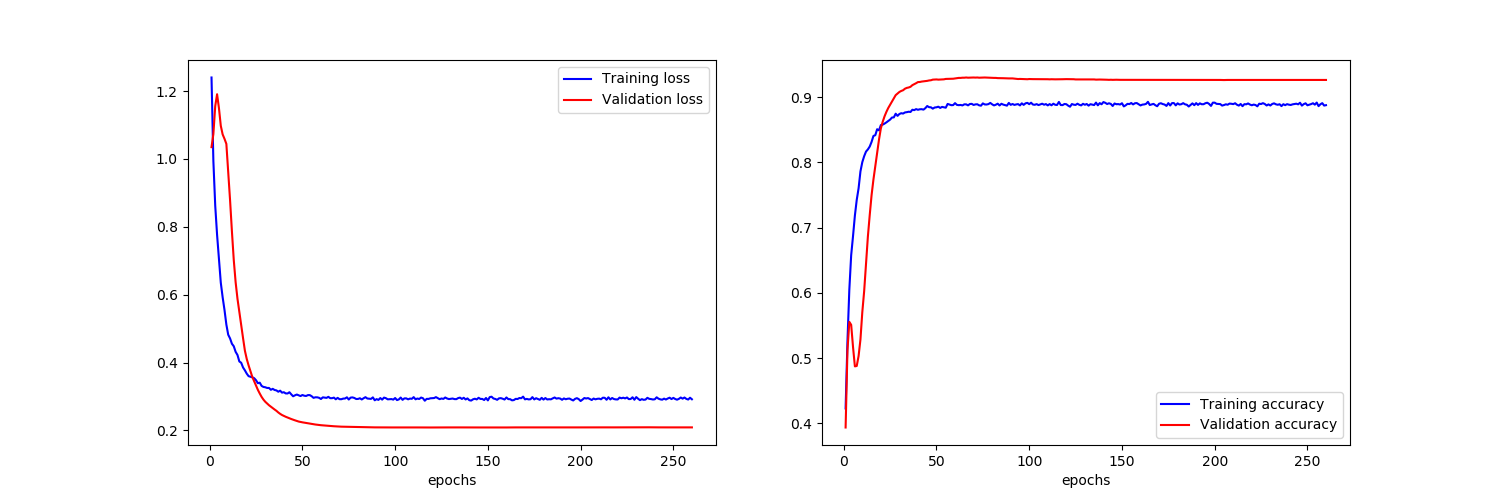 Training loss
Validation loss
1.2
1.0
0.8
0.6
0.4
0.2
0 50 100 150 200 250
epochs
0.9
0.8
0.7
0.6
0.5
0.4
Training accuracy
Validation accuracy
0 50 100 150 200 250
epochs